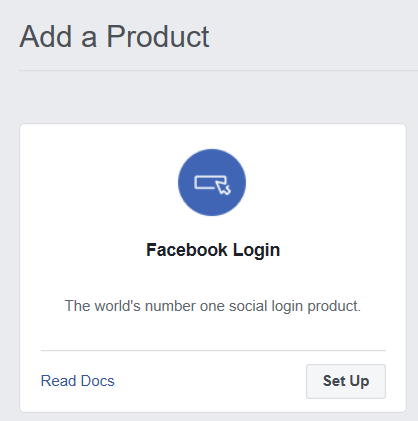 Add a Product
Facebook Login
The world's number one social login product.
Read Docs
Set Up